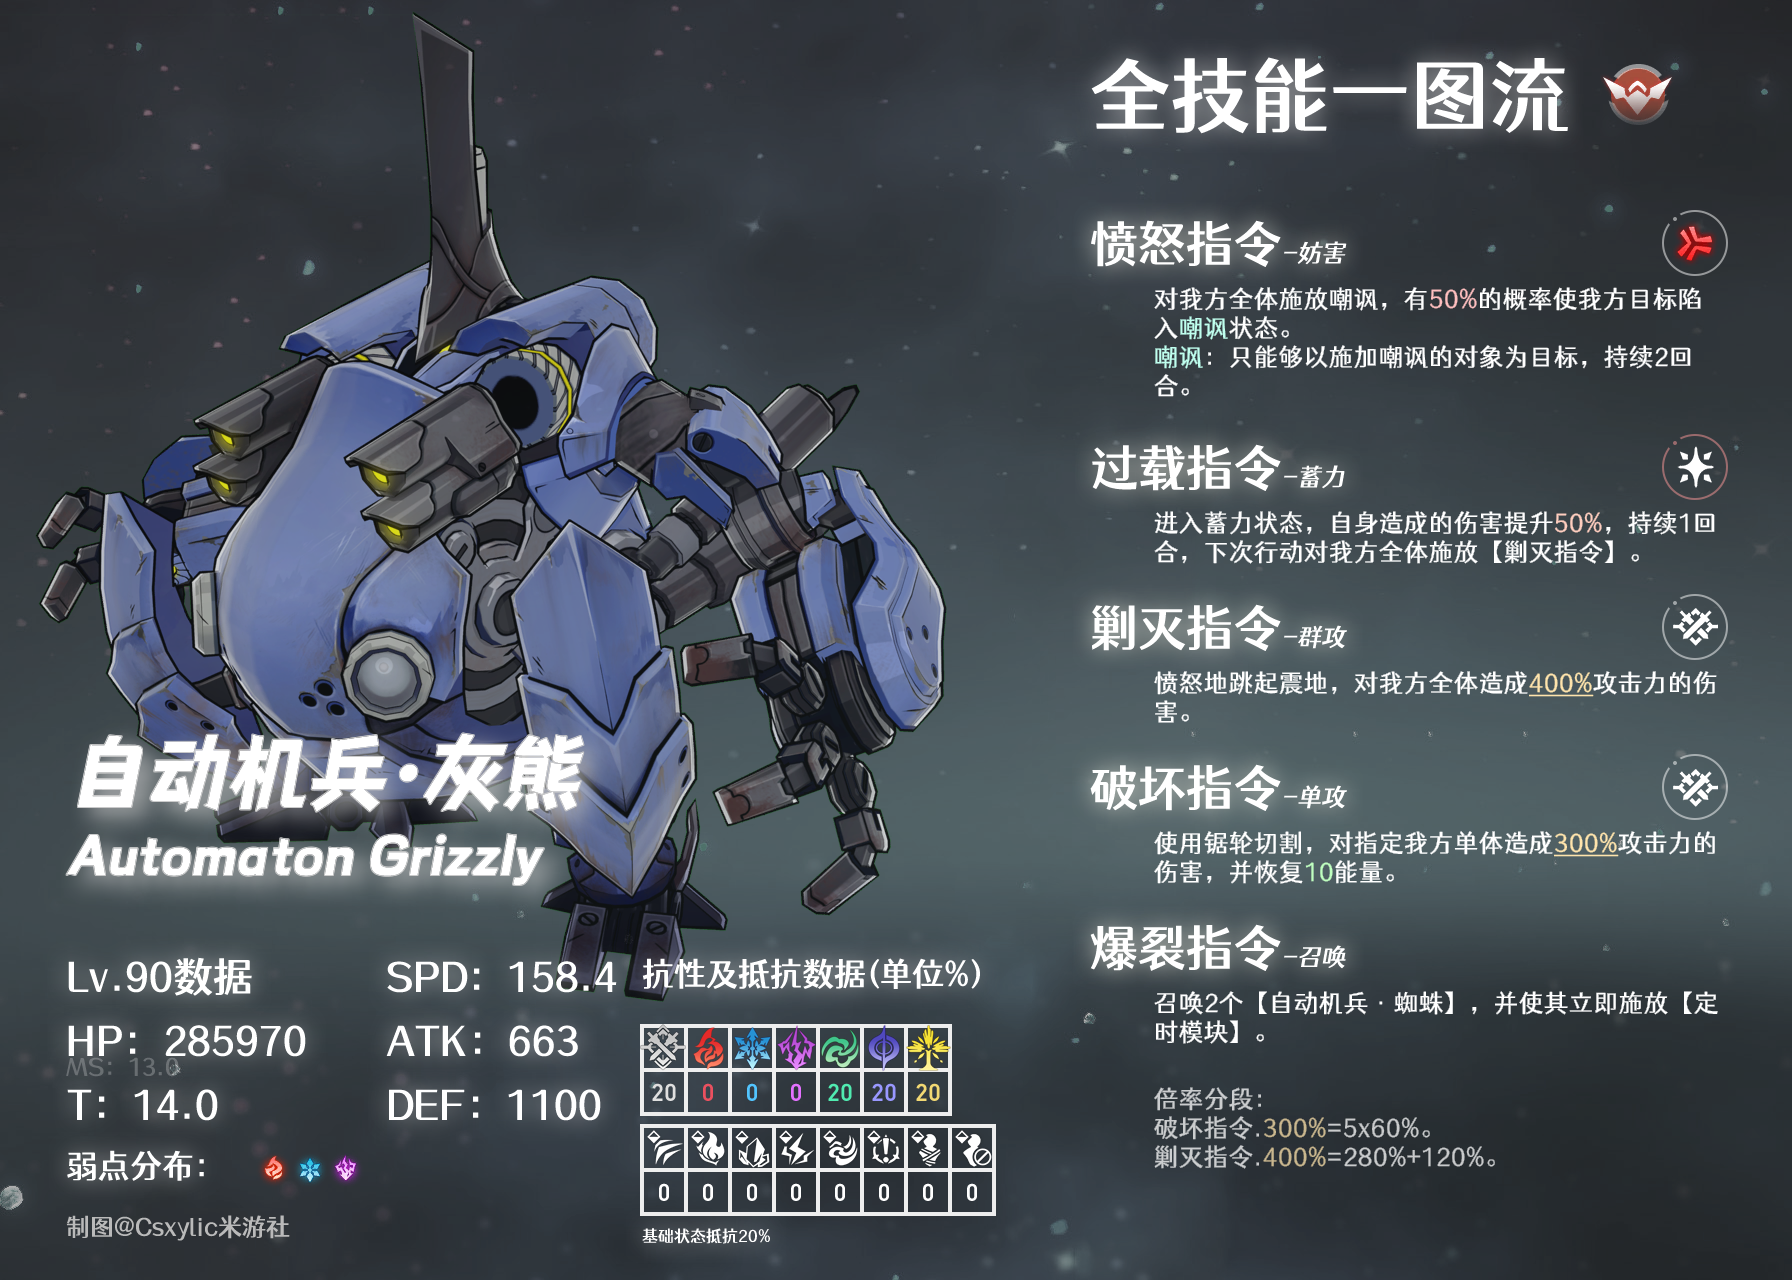 全技能一图流
愤怒指令-妨害
对我方全体施放嘲讽，有50%的概率使我方目标陷
入嘲讽状态。
嘲讽：只能够以施加嘲讽的对象为目标，持续2回
合。
过载指令-蓄力
进入蓄力状态，自身造成的伤害提升50%，持续1回
合，下次行动对我方全体施放【剿灭指令】。
剿灭指令-群攻
愤怒地跳起震地，对我方全体造成400%攻击力的伤
害。
破坏指令-单攻
使用锯轮切割，对指定我方单体造成300%攻击力的
伤害，并恢复10能量。
爆裂指令-召唤
召唤2个【自动机兵·蜘蛛】，并使其立即施放【定
时模块】。
倍率分段：
破坏指令.300%=5x60%。
剿灭指令.400%=280%+120%。
自动机兵·灰熊
Automaton Grizzly
Lv.90数据
SPD：158.4
HP：285970
ATK：663
MS：13.0
T：14.0
DEF：1100
弱点分布：
制图@Csxylic米游社
抗性及抵抗数据(单位%)
20 0 0 0 20 20 20
0 0 0 0 0 0 0 0
基础状态抵抗20%